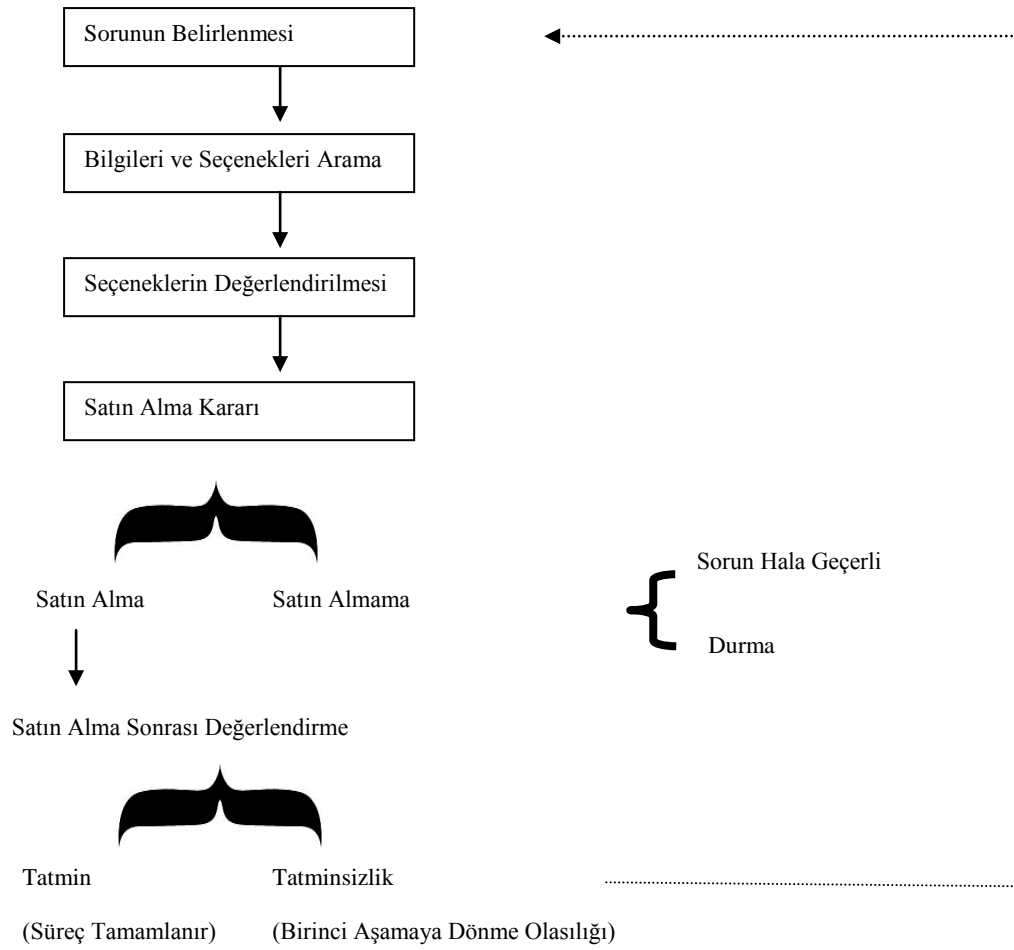 Sorunun Belirlenmesi
Bilgileri ve Seçenekleri Arama
Seçeneklerin Değerlendirilmesi
Satın Alma Kararı
Sorun Hala Geçerli
Satın Alma Satın Almama
Durma
Satın Alma Sonrası Değerlendirme
Tatmin Tatminsizlik
(Süreç Tamamlanır) (Birinci Aşamaya Dönme Olasılığı)